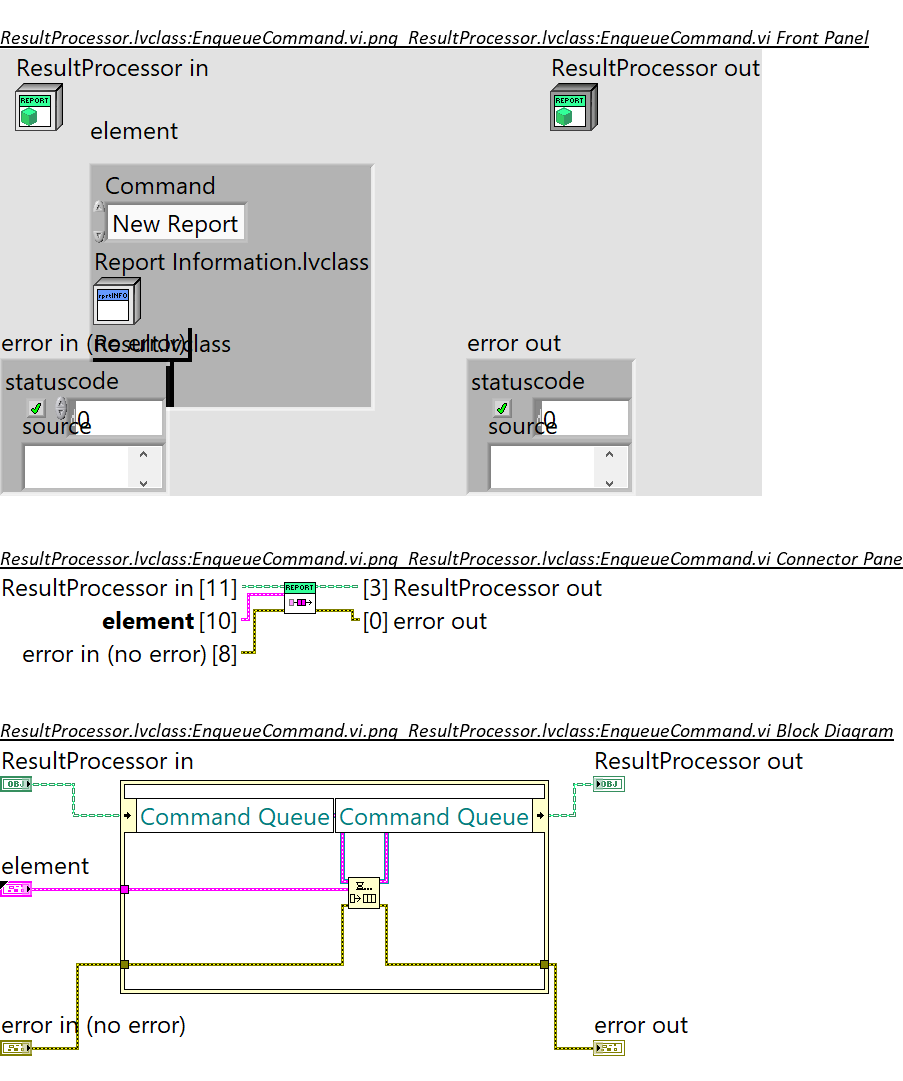 ResultProcessor.lvclass:EnqueueCommand.vi.png ResultProcessor.lvclass:EnqueueCommand.vi Front Panel
ResultProcessor in
ResultProcessor out
REPORT
REPORT
element
Command
New Report
Report Information.lvclass
rprtINFO
error in (no error)
Result.lvclass
error out
status code
status code
0
0
source
source
ResultProcessor.lvclass:EnqueueCommand.vi.png ResultProcessor.lvclass:EnqueueCommand.vi Connector Pane
ResultProcessor in [11]
REPORT
[3] ResultProcessor out
element [10]
[0] error out
error in (no error) [8]
ResultProcessor.lvclass:EnqueueCommand.vi.png ResultProcessor.lvclass:EnqueueCommand.vi Block Diagram
ResultProcessor in
ResultProcessor out
OBJ
OBJ
Command Queue
Command Queue
element
error in (no error)
error out